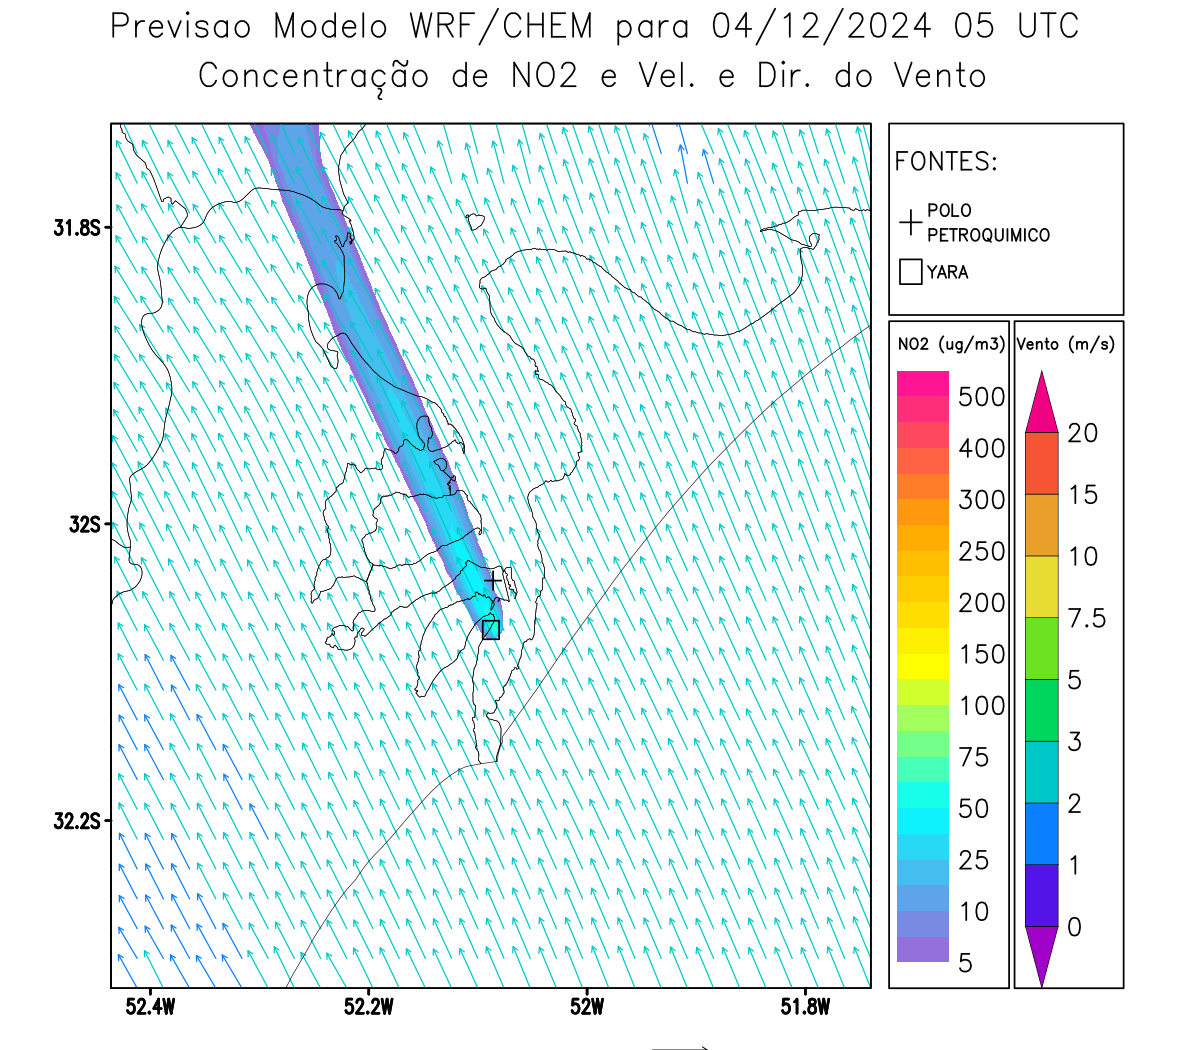 Previsao Modelo WRF/CHEM para 04/12/2024 05 UTC
Concentração de NO2 e Vel. e Dir. do Vento
FONTES:
POLO
PETROQUIMICO
YARA
31.8S
32S
32.2S
52.4W
52.2W
52W
51.8W
NO2 (ug/m3)
500
400
300
250
200
150
100
75
50
25
10
5
Vento (m/s)
20
15
10
7.5
5
3
2
1
0